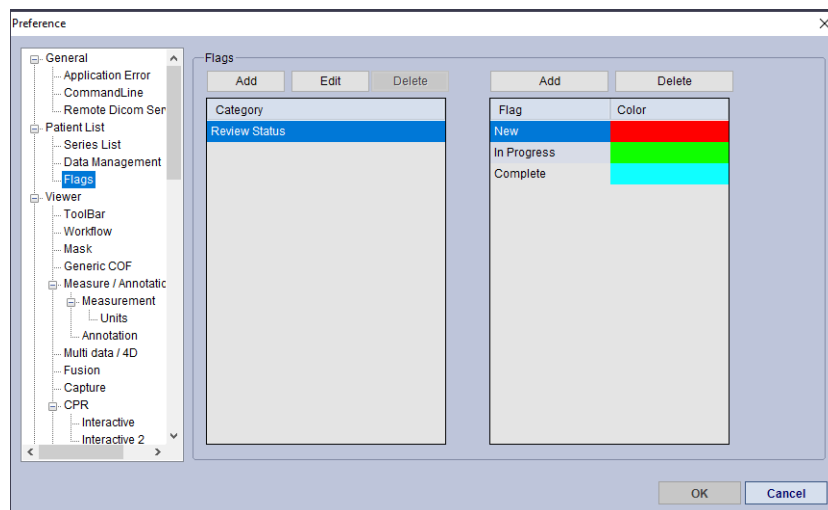 Preference
General
Application Error
CommandLine
Remote Dicom Ser
Patient List
Series List
Data Management
Flags
Viewer
ToolBar
Workflow
Mask
Generic COF
Measure / Annotatic
Measurement
Units
Annotation
Multi data / 4D
Fusion
Capture
CPR
Interactive
Interactive 2
Flags
Add Edit Delete
Category
Review Status
Add Delete
Flag Color
New
In Progress
Complete
OK Cancel